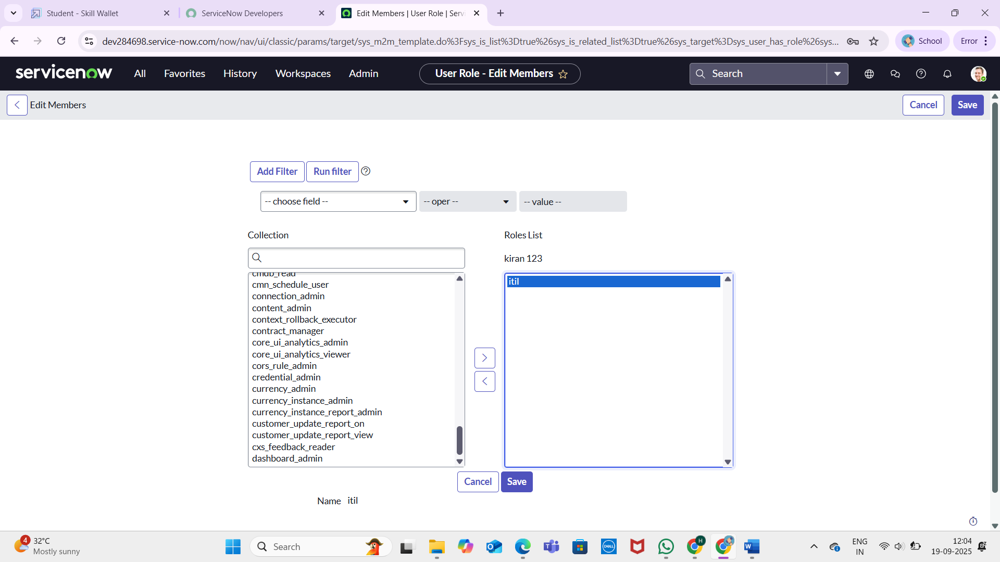 Student - Skill Wallet
ServiceNow Developers
Edit Members | User Role | Servi
dev284698.service-now.com/now/nav/ui/classic/params/target/sys_m2m_template.do%3Fsys_is_list%3Dtrue%26sys_is_related_list%3Dtrue%26sys_target%3Dsys_user_has_role%26sys...
School
Error
servicenow
All
Favorites
History
Workspaces
Admin
User Role - Edit Members
Search
Edit Members
Cancel
Save
Add Filter
Run filter
-- choose field --
-- oper --
-- value --
Collection
Roles List
kiran 123
cmdb_read
cmn_schedule_user
connection_admin
content_admin
context_rollback_executor
contract_manager
core_ui_analytics_admin
core_ui_analytics_viewer
cors_rule_admin
credential_admin
currency_admin
currency_instance_admin
currency_instance_report_admin
customer_update_report_on
customer_update_report_view
cxs_feedback_reader
dashboard_admin
itil
Cancel
Save
Name itil
4
32°C
Mostly sunny
Search
DELL
H
W
ENG
IN
12:04
19-09-2025